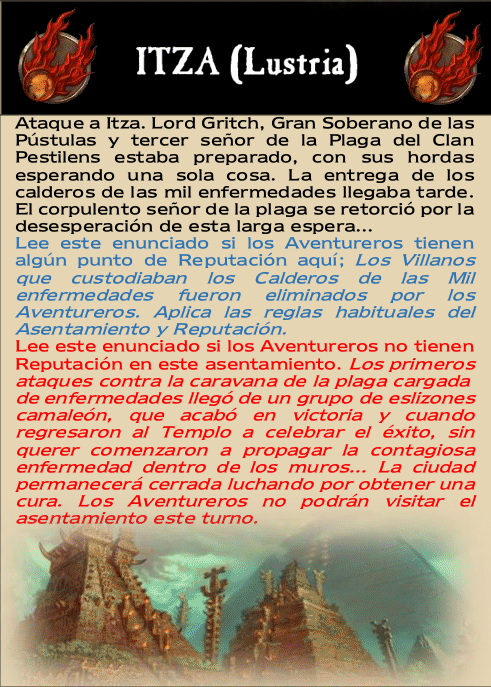 ITZA (Lustria)
Ataque a Itza. Lord Gritch, Gran Soberano de las
Pústulas y tercer señor de la Plaga del Clan
Pestilens estaba preparado, con sus hordas
esperando una sola cosa. La entrega de los
calderos de las mil enfermedades llegaba tarde.
El corpulento señor de la plaga se retorció por la
desesperación de esta larga espera...
Lee este enunciado si los Aventureros tienen
algún punto de Reputación aquí; Los Villanos
que custodiaban los Calderos de las Mil
enfermedades fueron eliminados por los
Aventureros. Aplica las reglas habituales del
Asentamiento y Reputación.
Lee este enunciado si los Aventureros no tienen
Reputación en este asentamiento. Los primeros
ataques contra la caravana de la plaga cargada
de enfermedades llegó de un grupo de eslizones
camaleón, que acabó en victoria y cuando
regresaron al Templo a celebrar el éxito, sin
querer comenzaron a propagar la contagiosa
enfermedad dentro de los muros... La ciudad
permanecerá cerrada luchando por obtener una
cura. Los Aventureros no podrán visitar el
asentamiento este turno.